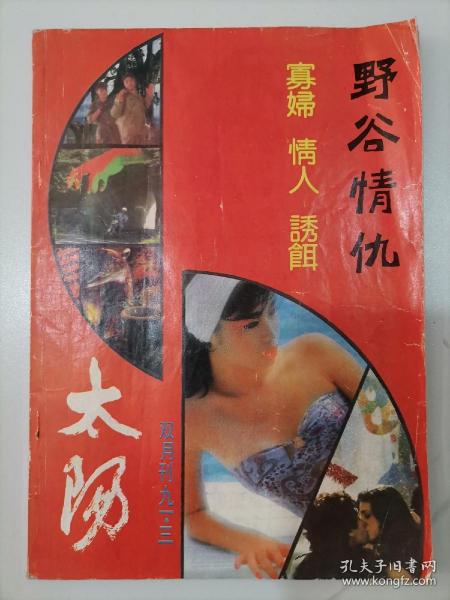 野谷情仇
寡婦 情人 誘餌
太陽
双月刊·九一·三
孔夫子旧书网
www.kongfz.com